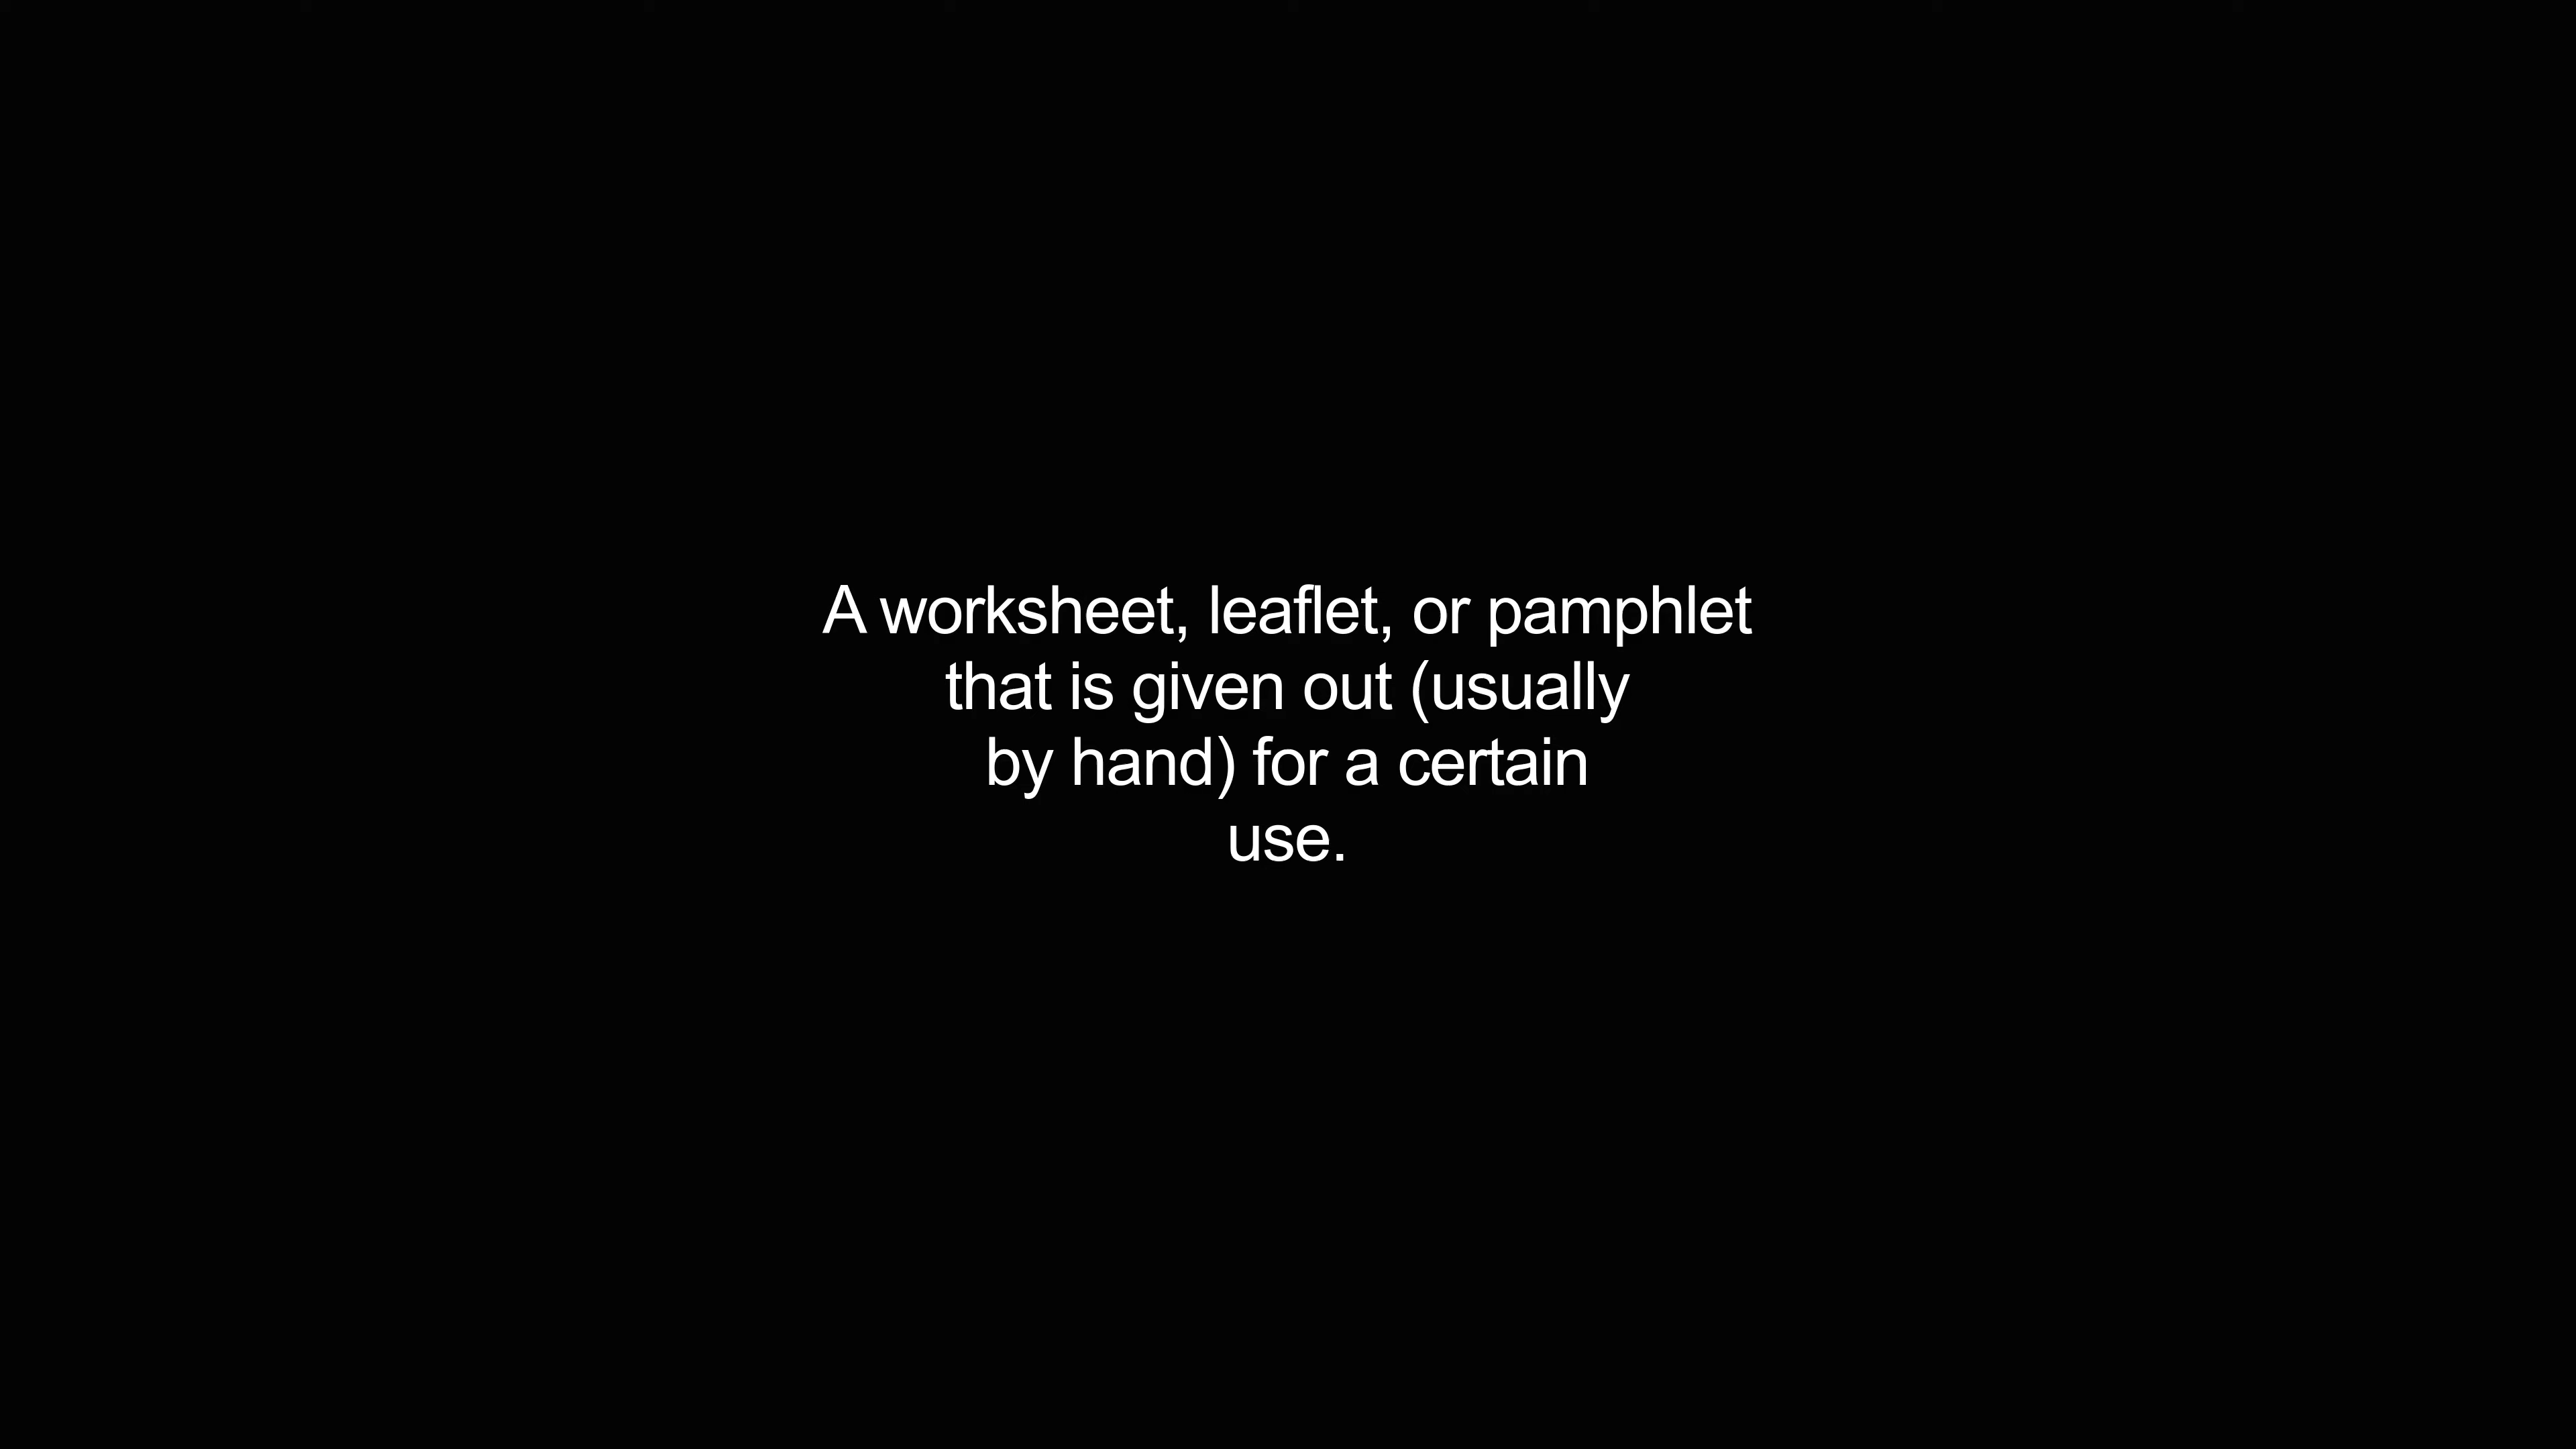 A worksheet, leaflet, or pamphlet
that is given out (usually
by hand) for a certain
use.